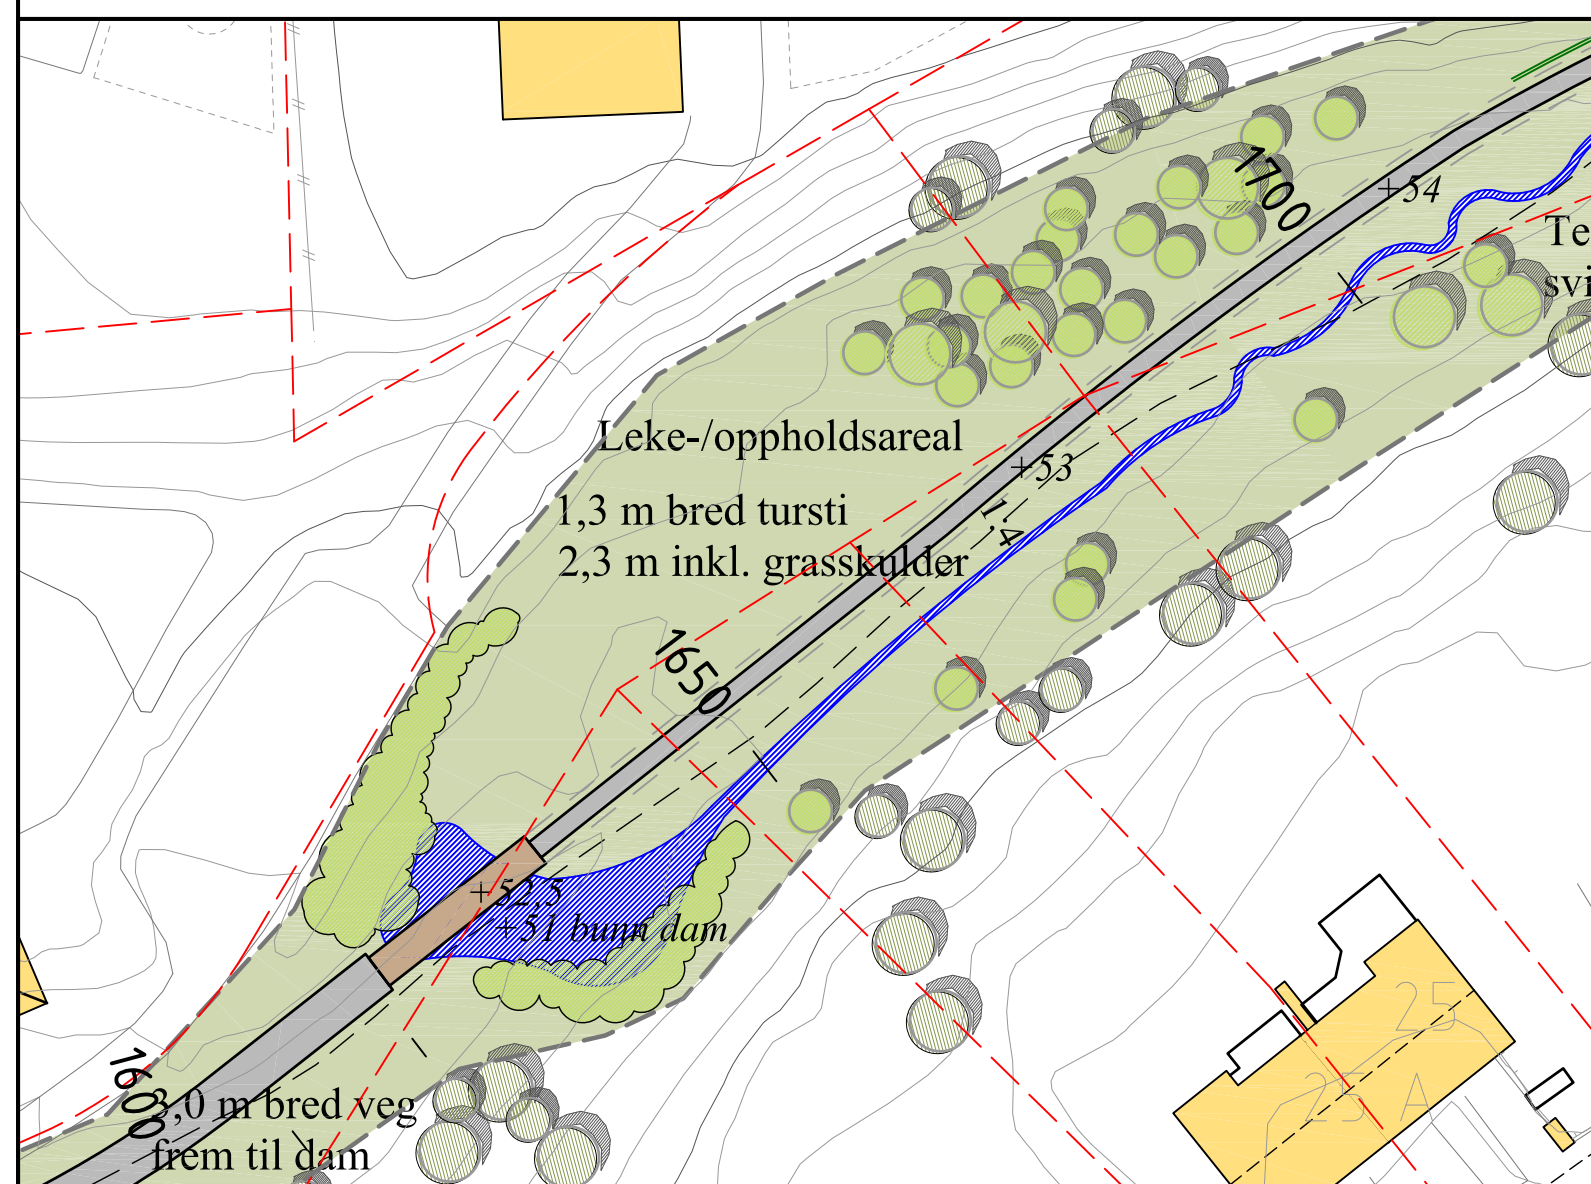 1700
+54
Te
svi
Leke-/oppholdsareal
+53
1,3 m bred tursti
1,4
2,3 m inkl. grasskulder
1650
+52,5
+51 bunn dam
25
1600
3,0 m bred veg
25 A
frem til dam